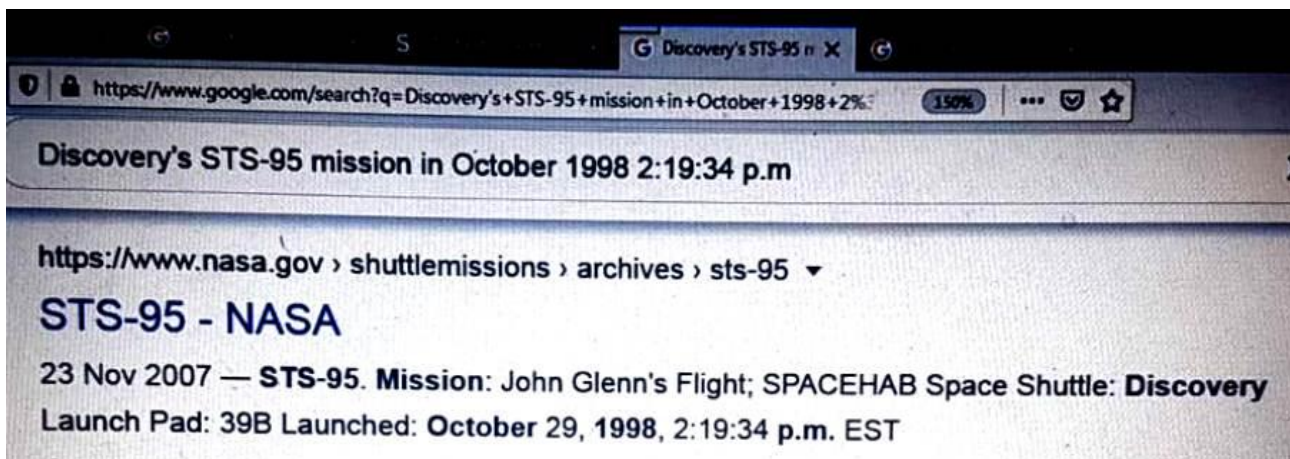 G S G Discovery's STS-95 n X G
https://www.google.com/search?q=Discovery's+STS-95+mission+in+October+1998+2%: 150% ...
Discovery's STS-95 mission in October 1998 2:19:34 p.m
https://www.nasa.gov › shuttlemissions › archives › sts-95
STS-95 - NASA
23 Nov 2007 — STS-95. Mission: John Glenn's Flight; SPACEHAB Space Shuttle: Discovery
Launch Pad: 39B Launched: October 29, 1998, 2:19:34 p.m. EST